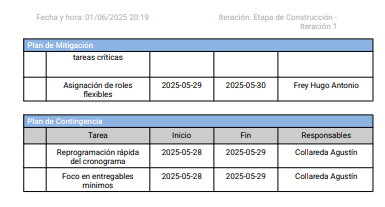 Fecha y hora: 01/06/2025 20:19
Iteración: Etapa de Construcción -
Iteración 1
Plan de Mitigación
tareas críticas
Asignación de roles
flexibles
2025-05-29
2025-05-30
Frey Hugo Antonio
Plan de Contingencia
Tarea
Inicio
Fin
Responsables
Reprogramación rápida
del cronograma
2025-05-28
2025-05-29
Collareda Agustín
Foco en entregables
mínimos
2025-05-28
2025-05-29
Collareda Agustín